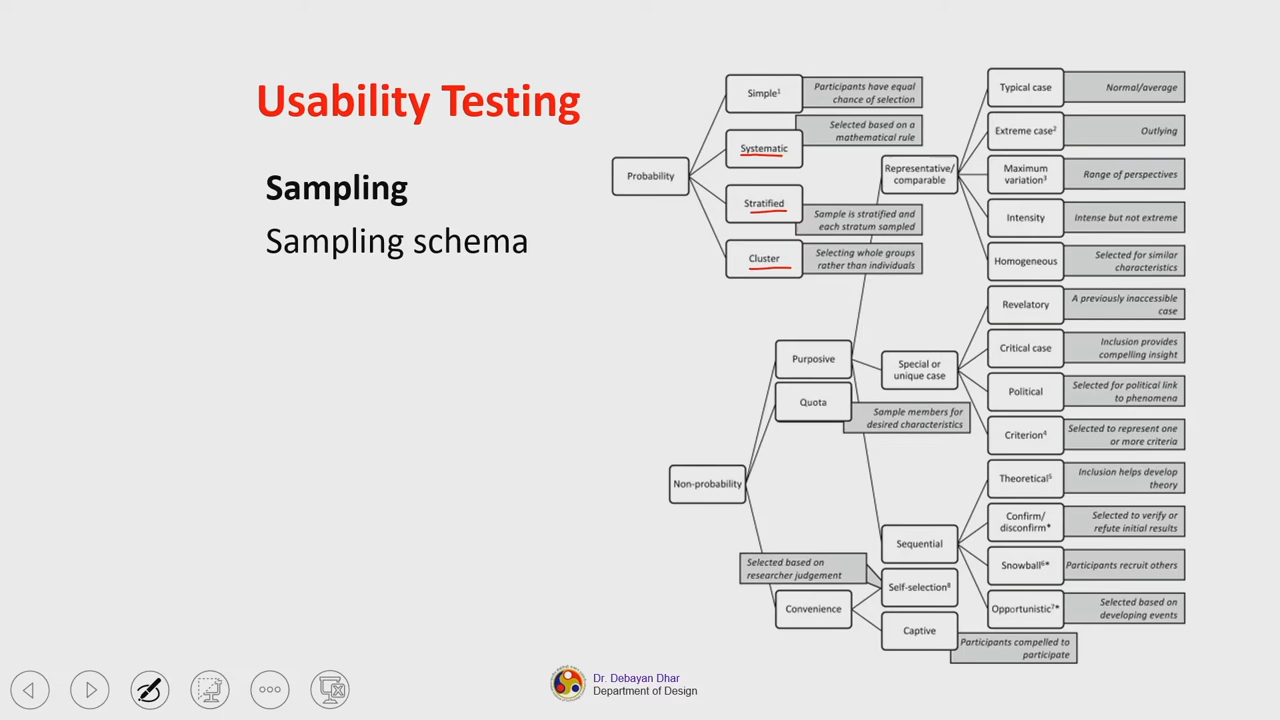 Usability Testing
Sampling
Sampling schema
Probability
Simple¹
Participants have equal
chance of selection
Selected based on a
mathematical rule
Systematic
Stratified
Sample is stratified and
each stratum sampled
Cluster
Selecting whole groups
rather than individuals
Non-probability
Purposive
Quota
Sample members for
desired characteristics
Convenience
Representative/
comparable
Typical case
Normal/average
Extreme case²
Outlying
Maximum
variation³
Range of perspectives
Intensity
Intense but not extreme
Homogeneous
Selected for similar
characteristics
Special or
unique case
Revelatory
A previously inaccessible
case
Critical case
Inclusion provides
compelling insight
Political
Selected for political link
to phenomena
Criterion⁴
Selected to represent one
or more criteria
Sequential
Theoretical⁵
Inclusion helps develop
theory
Confirm/
disconfirm*
Selected to verify or
refute initial results
Snowball⁶*
Participants recruit others
Opportunistic⁷*
Selected based on
developing events
Selected based on
researcher judgement
Self-selection⁸
Captive
Participants compelled to
participate
Dr. Debayan Dhar
Department of Design